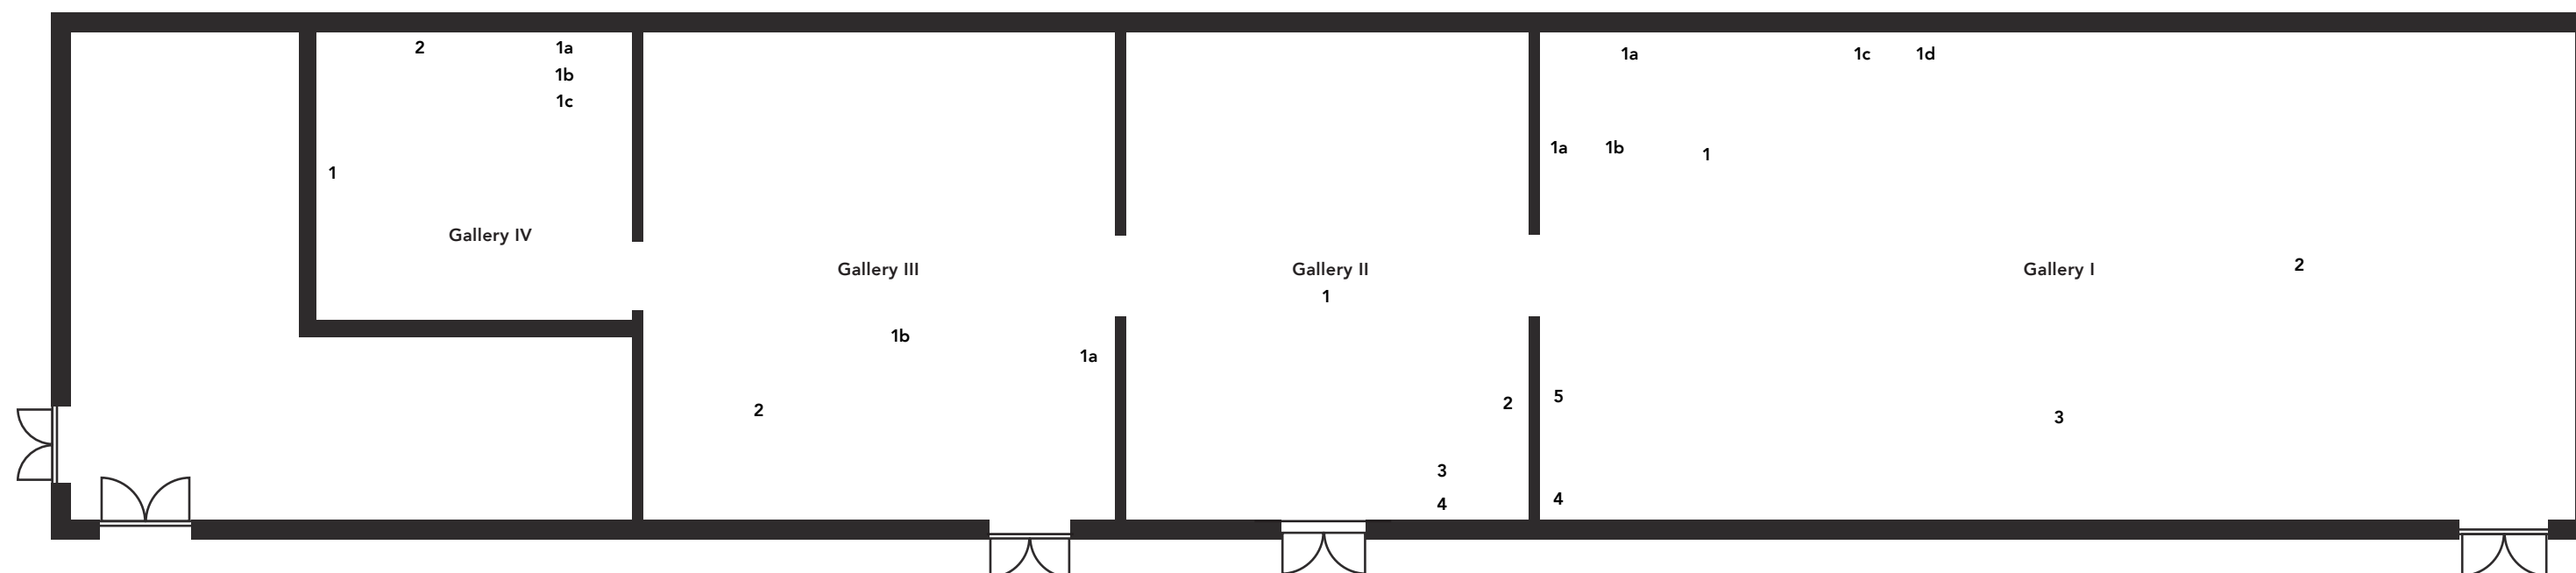 2 1a
1b
1c
1
Gallery IV
Gallery III
1b
1a
2
Gallery II
1
2
3
4
1a 1c 1d
1a 1b 1
Gallery I
2
5
3
4